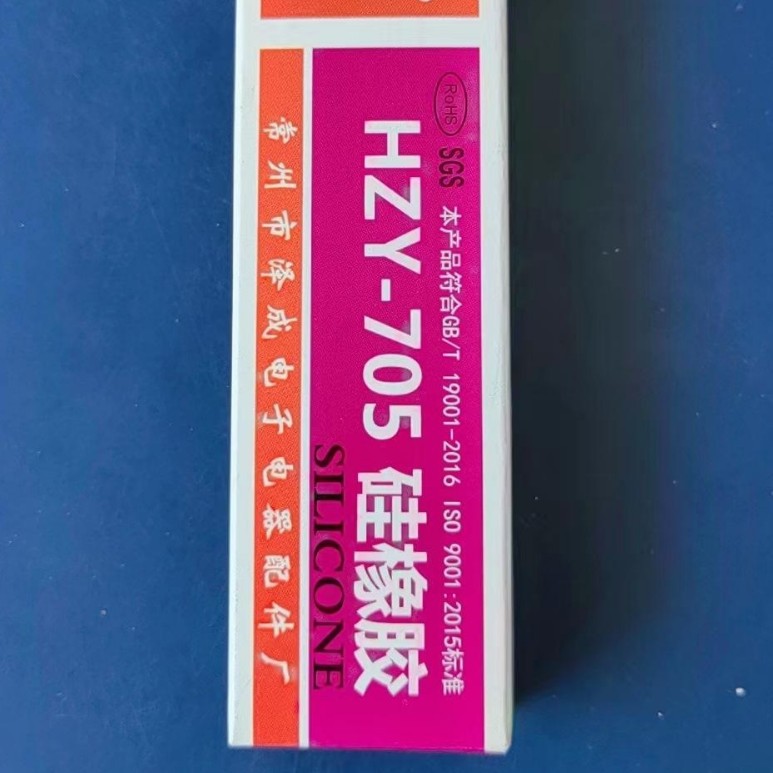 RoHS SGS 本产品符合GB/T 19001-2016 ISO 9001:2015标准
HZY-705 硅橡胶
SILICONE
常州市泽成电子电器配件厂